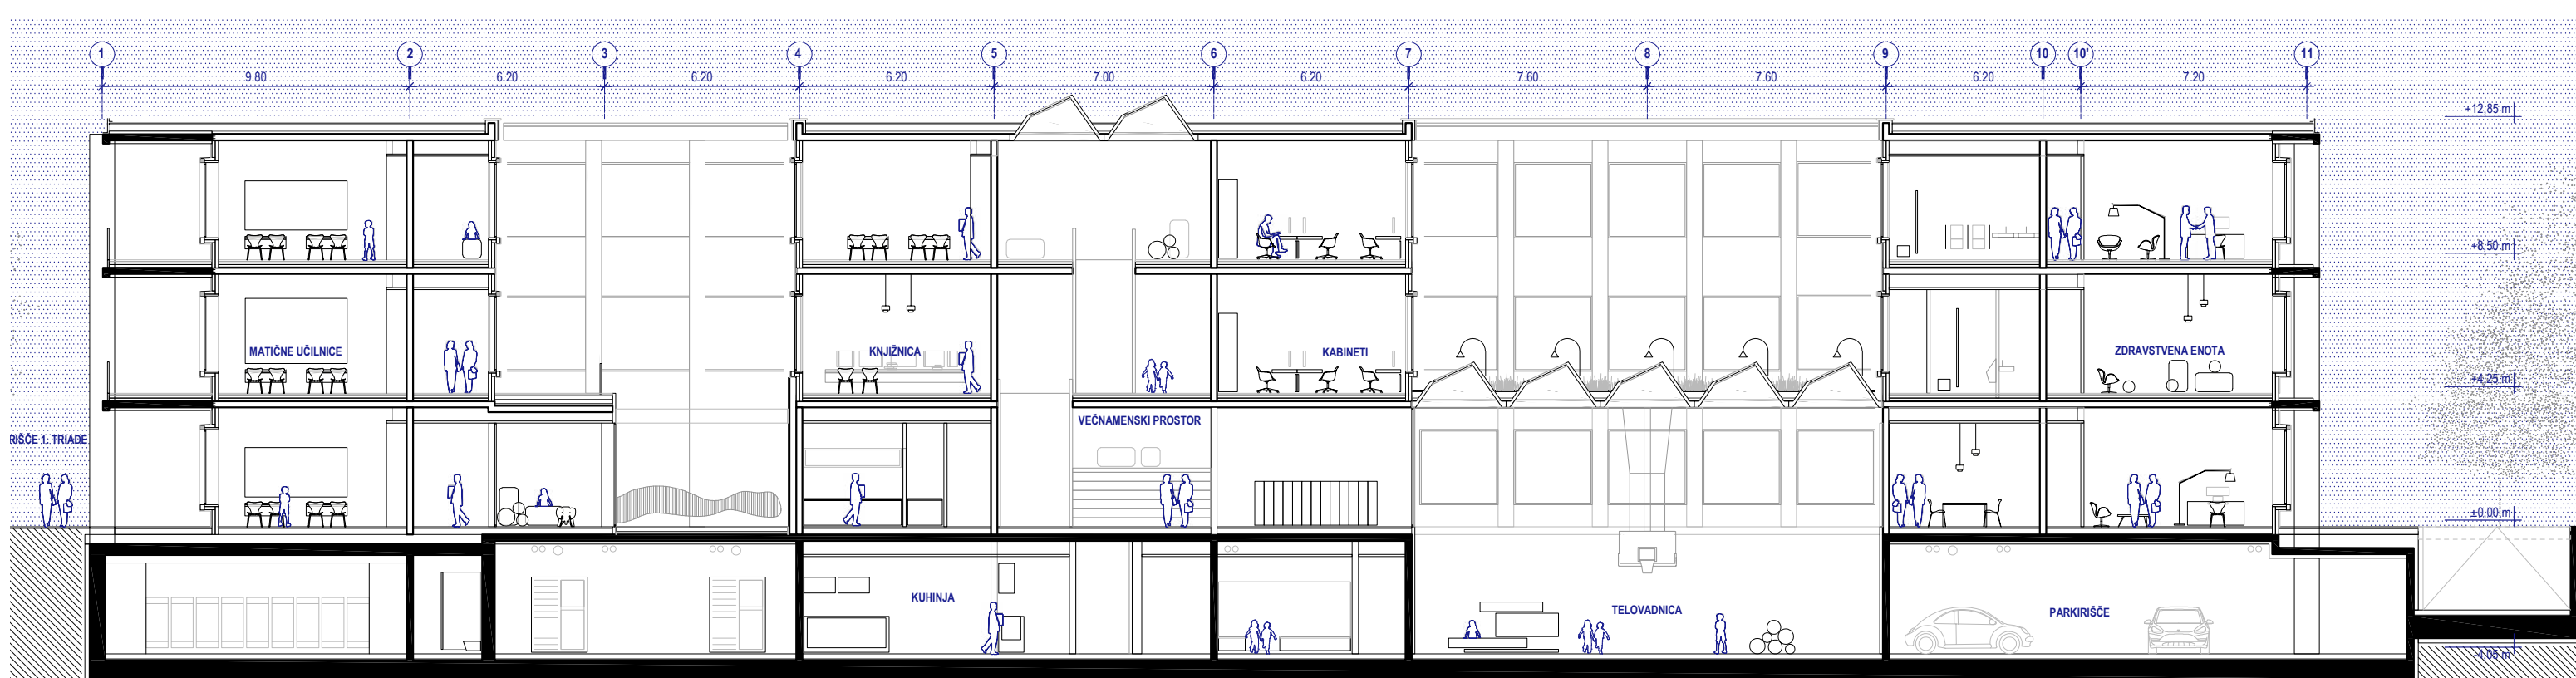 1 2 3 4 5 6 7 8 9 10 10' 11
9.80 6.20 6.20 6.20 7.00 6.20 7.60 7.60 6.20 7.20
+12,85 m
+8,50 m
MATIČNE UČILNICE KNJIŽNICA KABINETI ZDRAVSTVENA ENOTA
+4,25 m
VEČNAMENSKI PROSTOR
RIŠČE 1. TRIADE
±0,00 m
KUHINJA TELOVADNICA PARKIRIŠČE
-4,05 m